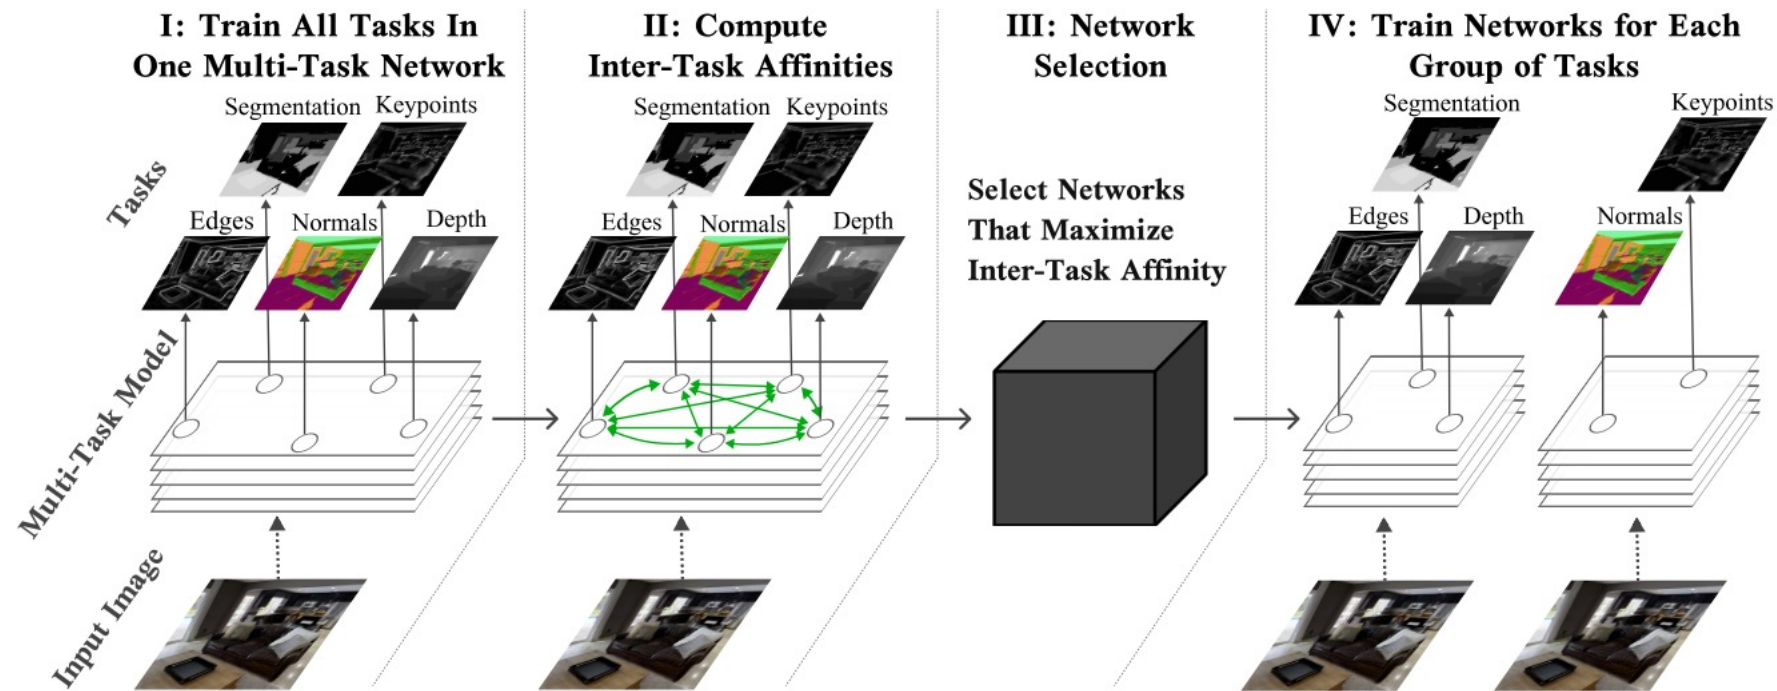 I: Train All Tasks In
One Multi-Task Network
Segmentation Keypoints
Edges Normals Depth
Tasks
Multi-Task Model
Input Image
II: Compute
Inter-Task Affinities
Segmentation Keypoints
Edges Normals Depth
III: Network
Selection
Select Networks
That Maximize
Inter-Task Affinity
IV: Train Networks for Each
Group of Tasks
Segmentation Keypoints
Edges Depth Normals